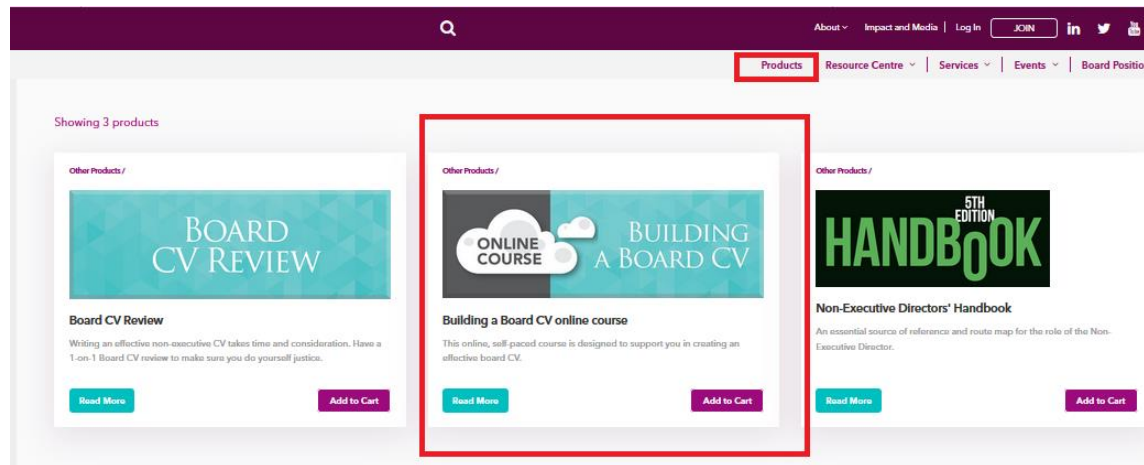 About Impact and Media Log In JOIN in
Products Resource Centre Services Events Board Positio
Showing 3 products
Other Products /
BOARD
CV REVIEW
Board CV Review
Writing an effective non-executive CV takes time and consideration. Have a
1-on-1 Board CV review to make sure you do yourself justice.
Read More Add to Cart
Other Products /
ONLINE
COURSE
BUILDING
A BOARD CV
Building a Board CV online course
This online, self-paced course is designed to support you in creating an
effective board CV.
Read More Add to Cart
Other Products /
5TH
EDITION
HANDBOOK
Non-Executive Directors' Handbook
An essential source of reference and route map for the role of the Non-
Executive Director.
Read More Add to Cart